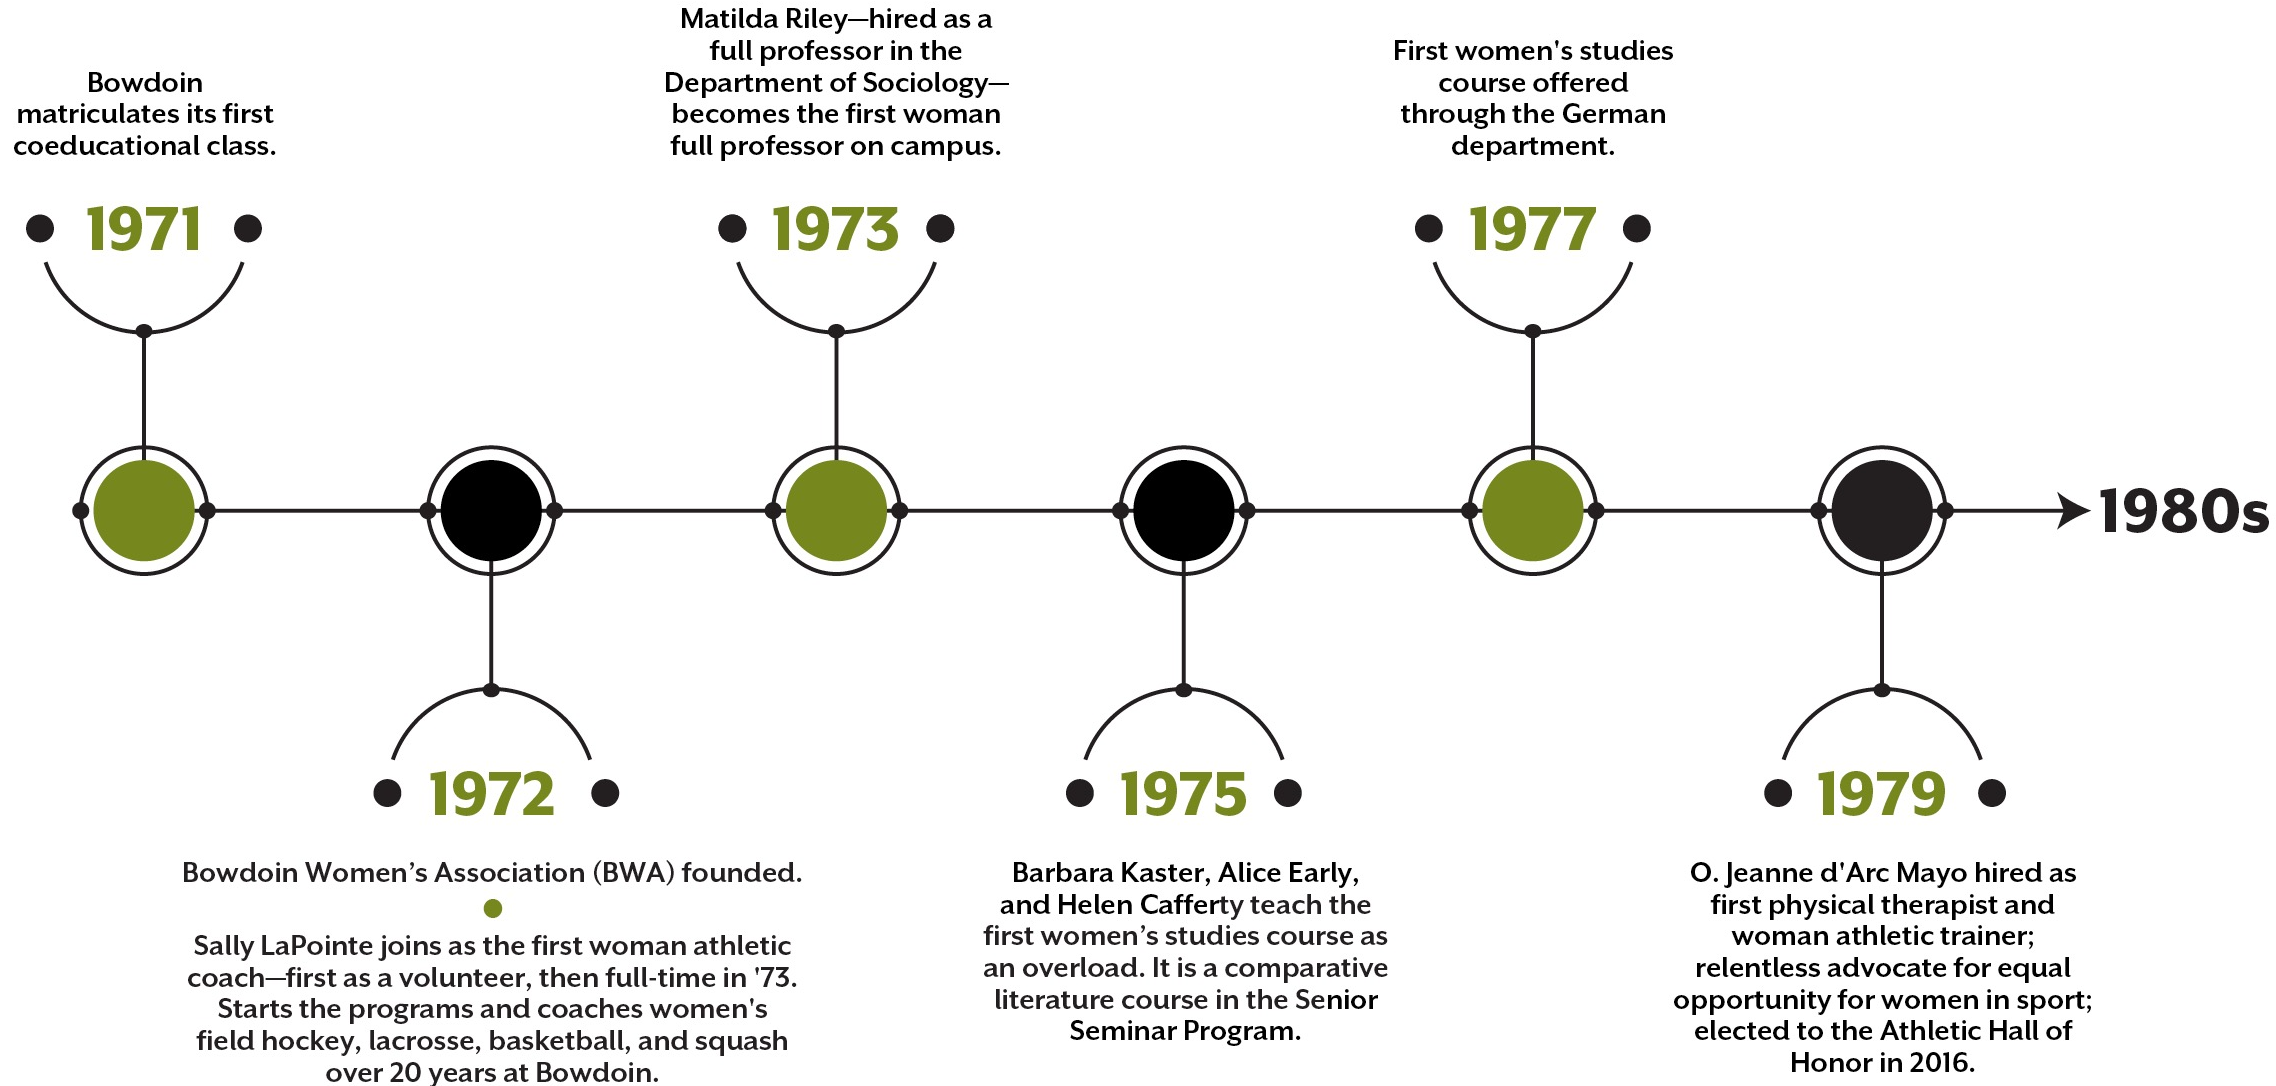 Bowdoin
matriculates its first
coeducational class.
1971
Matilda Riley—hired as a
full professor in the
Department of Sociology—
becomes the first woman
full professor on campus.
1973
First women's studies
course offered
through the German
department.
1977
1980s
1972
Bowdoin Women’s Association (BWA) founded.
Sally LaPointe joins as the first woman athletic
coach—first as a volunteer, then full-time in '73.
Starts the programs and coaches women's
field hockey, lacrosse, basketball, and squash
over 20 years at Bowdoin.
1975
Barbara Kaster, Alice Early,
and Helen Cafferty teach the
first women’s studies course as
an overload. It is a comparative
literature course in the Senior
Seminar Program.
1979
O. Jeanne d'Arc Mayo hired as
first physical therapist and
woman athletic trainer;
relentless advocate for equal
opportunity for women in sport;
elected to the Athletic Hall of
Honor in 2016.